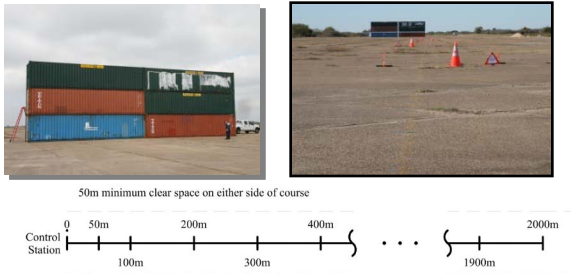 50m minimum clear space on either side of course
0 50m 200m 400m 2000m
Control
Station
100m 300m 1900m